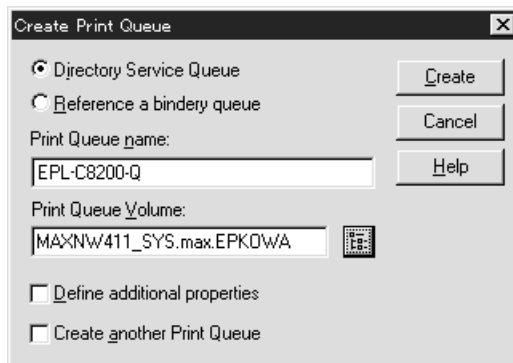 Create Print Queue
Directory Service Queue
Reference a bindery queue
Print Queue name:
EPL-C8200-Q
Print Queue Volume:
MAXNW411_SYS.max.EPKOWA
Define additional properties
Create another Print Queue
Create
Cancel
Help